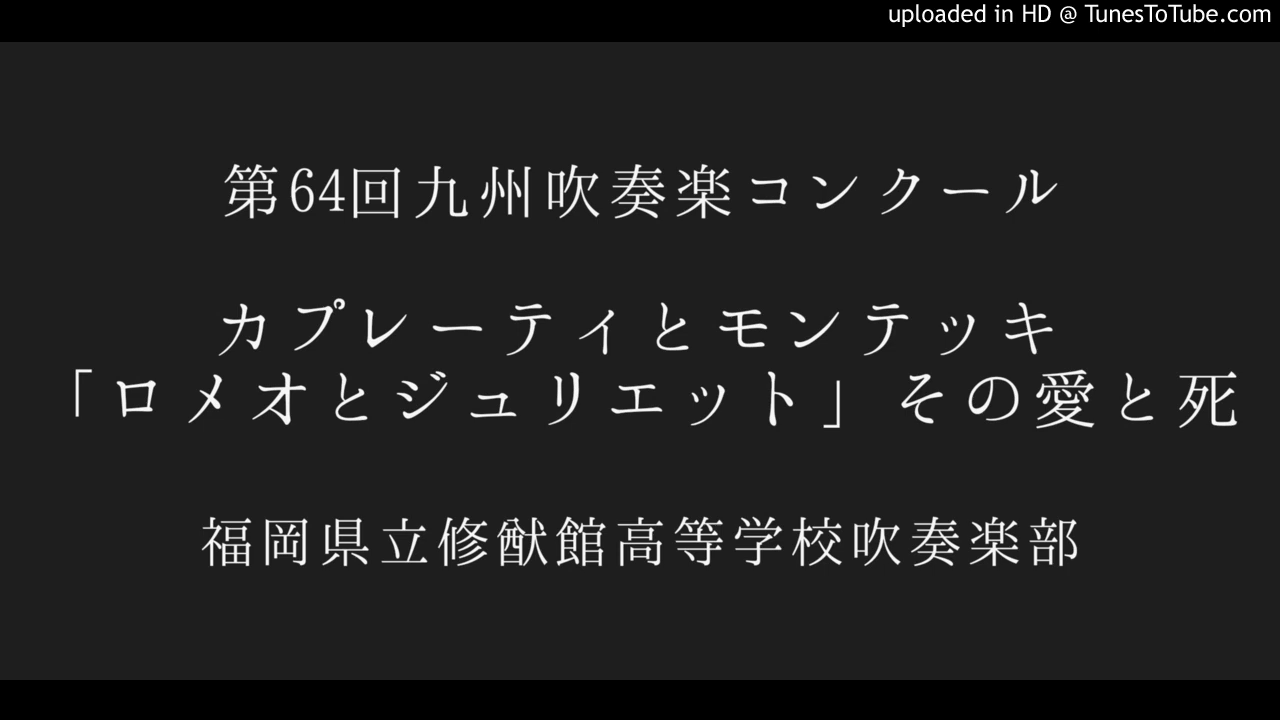 uploaded in HD @ TunesToTube.com
第64回九州吹奏楽コンクール
カプレーティとモンテッキ
「ロメオとジュリエット」その愛と死
福岡県立修猷館高等学校吹奏楽部